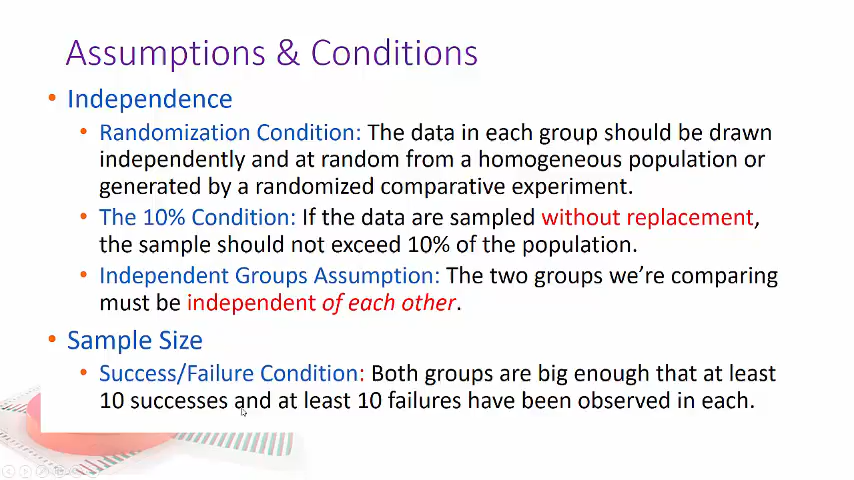 Assumptions & Conditions
• Independence
• Randomization Condition: The data in each group should be drawn
independently and at random from a homogeneous population or
generated by a randomized comparative experiment.
• The 10% Condition: If the data are sampled without replacement,
the sample should not exceed 10% of the population.
• Independent Groups Assumption: The two groups we’re comparing
must be independent of each other.
• Sample Size
• Success/Failure Condition: Both groups are big enough that at least
10 successes and at least 10 failures have been observed in each.